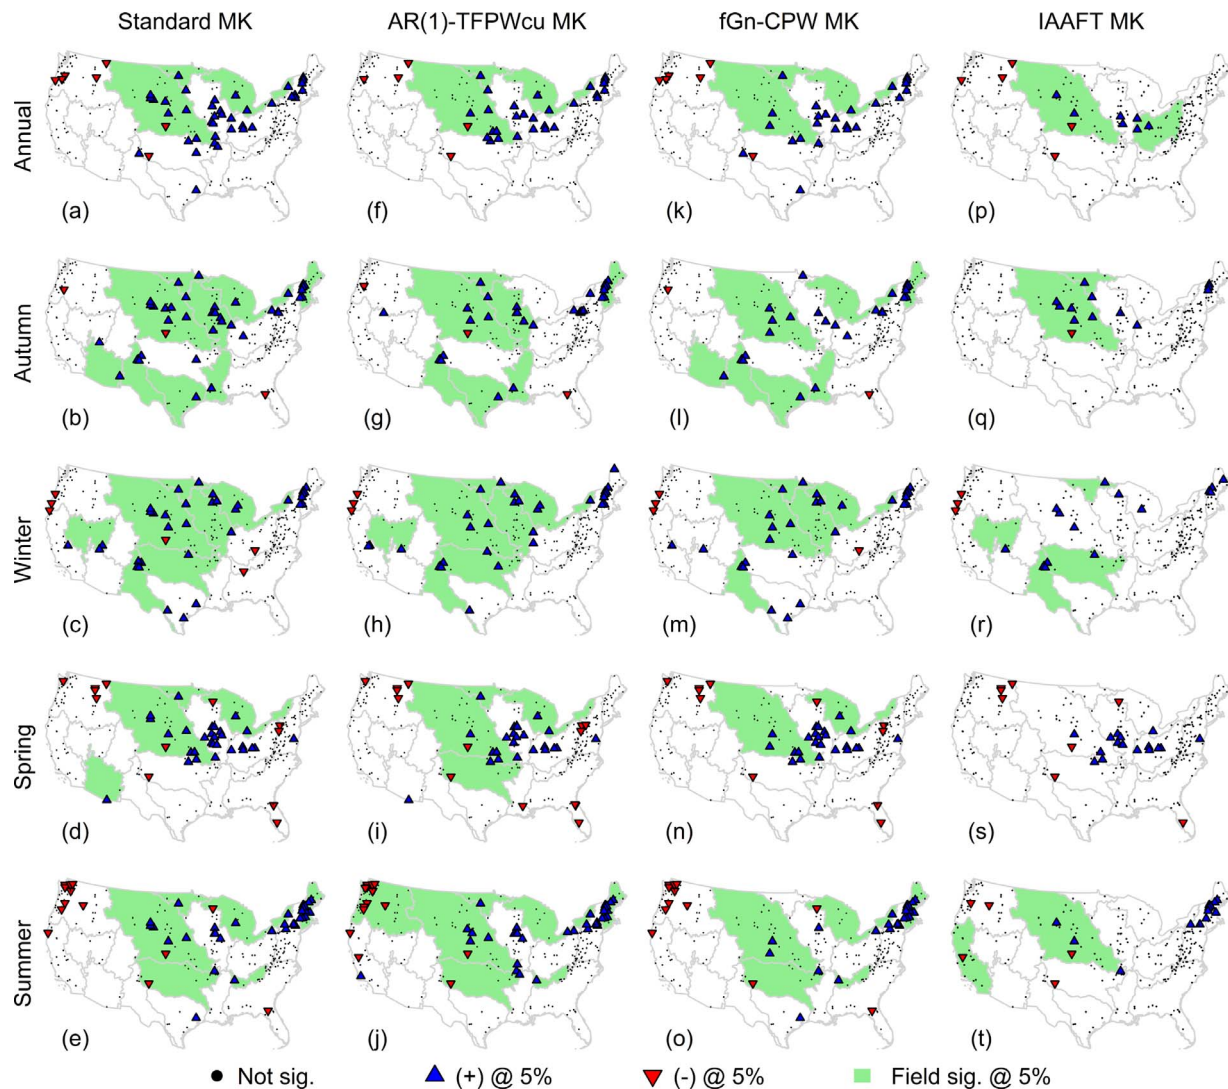 Standard MK AR(1)-TFPWcu MK fGn-CPW MK IAAFT MK
Annual
(a) (f) (k) (p)
Autumn
(b) (g) (l) (q)
Winter
(c) (h) (m) (r)
Spring
(d) (i) (n) (s)
Summer
(e) (j) (o) (t)
Not sig. (+) @ 5% (-) @ 5% Field sig. @ 5%